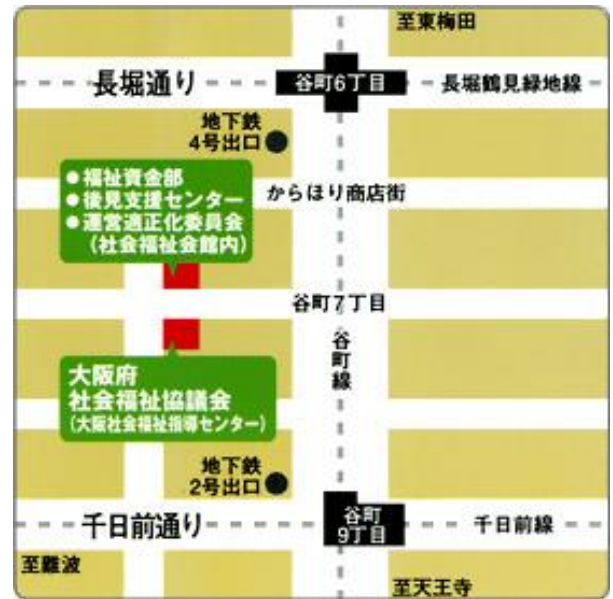 至東梅田
長堀通り
谷町6丁目
長堀鶴見緑地線
地下鉄
4号出口●
●福祉資金部
●後見支援センター
●運営適正化委員会
(社会福祉会館内)
からほり商店街
谷町7丁目
谷町線
大阪府
社会福祉協議会
(大阪社会福祉指導センター)
地下鉄
2号出口●
千日前通り
谷町
9丁目
千日前線
至難波
至天王寺